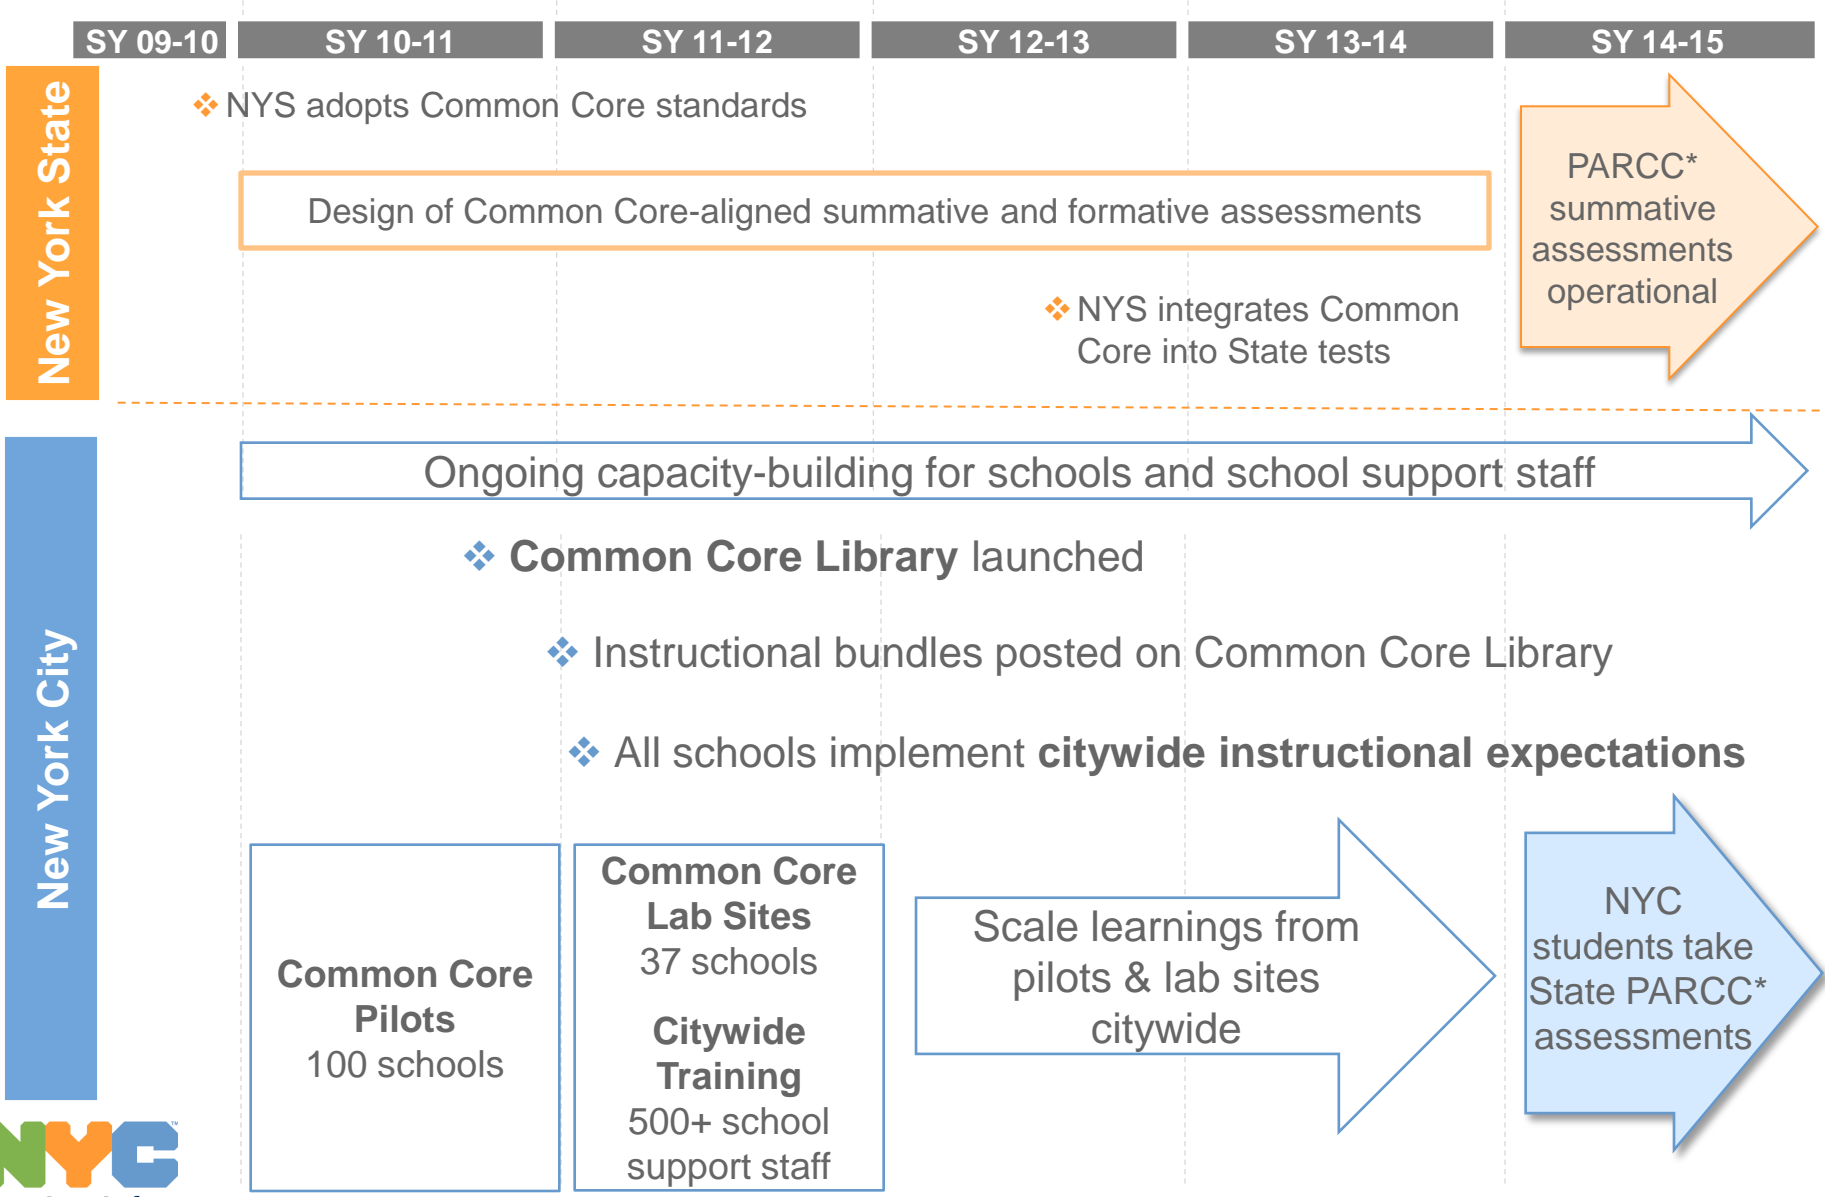 SY 09-10 SY 10-11 SY 11-12 SY 12-13 SY 13-14 SY 14-15
New York State
NYS adopts Common Core standards
Design of Common Core-aligned summative and formative assessments
NYS integrates Common
Core into State tests
PARCC*
summative
assessments
operational
New York City
Ongoing capacity-building for schools and school support staff
Common Core Library launched
Instructional bundles posted on Common Core Library
All schools implement citywide instructional expectations
Common Core
Pilots
100 schools
Common Core
Lab Sites
37 schools
Citywide
Training
500+ school
support staff
Scale learnings from
pilots & lab sites
citywide
NYC
students take
State PARCC*
assessments
NYC™